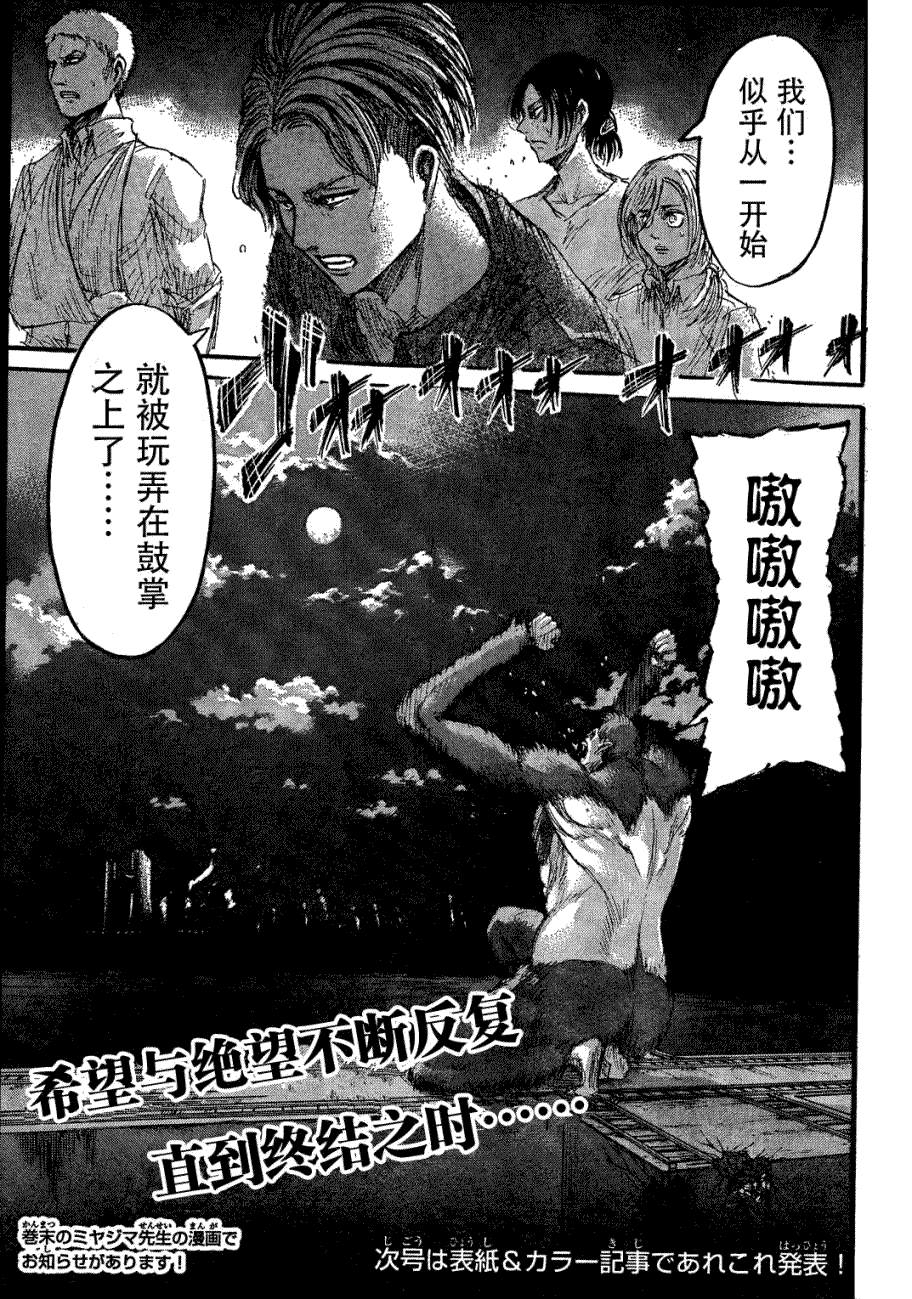 我们…
似乎从一开始
就被玩弄在鼓掌
之上了……
オオオオオオオオオ
嗷嗷嗷嗷
希望与绝望不断反复
直到终结之时……
巻末のミヤジマ先生の漫画で
お知らせがあります!
次号は表紙&カラー記事であれこれ発表!